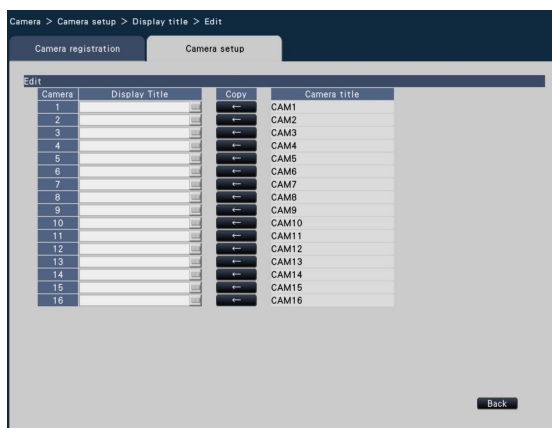 Camera > Camera setup > Display title > Edit
Camera registration Camera setup
Edit
Camera Display Title Copy Camera title
1 ← CAM1
2 ← CAM2
3 ← CAM3
4 ← CAM4
5 ← CAM5
6 ← CAM6
7 ← CAM7
8 ← CAM8
9 ← CAM9
10 ← CAM10
11 ← CAM11
12 ← CAM12
13 ← CAM13
14 ← CAM14
15 ← CAM15
16 ← CAM16
Back